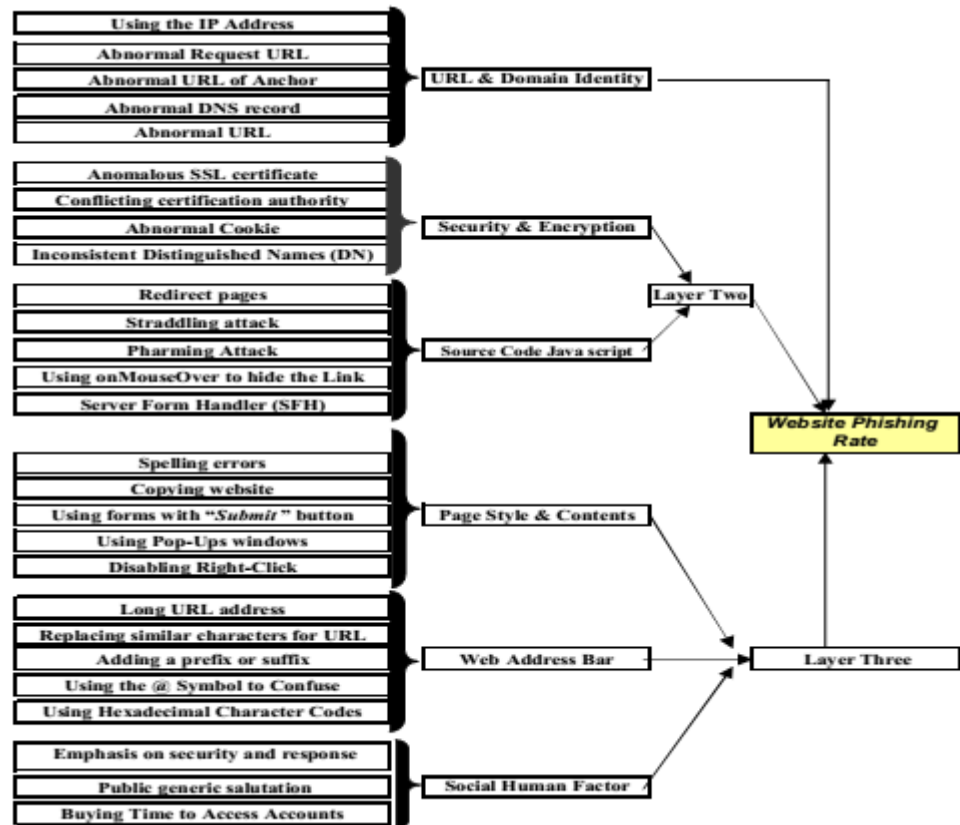 Using the IP Address
Abnormal Request URL
Abnormal URL of Anchor
Abnormal DNS record
Abnormal URL
URL & Domain Identity
Anomalous SSL certificate
Conflicting certification authority
Abnormal Cookie
Inconsistent Distinguished Names (DN)
Security & Encryption
Layer Two
Redirect pages
Straddling attack
Pharming Attack
Using onMouseOver to hide the Link
Server Form Handler (SFH)
Source Code Java script
Website Phishing
Rate
Spelling errors
Copying website
Using forms with “Submit” button
Using Pop-Ups windows
Disabling Right-Click
Page Style & Contents
Long URL address
Replacing similar characters for URL
Adding a prefix or suffix
Using the @ Symbol to Confuse
Using Hexadecimal Character Codes
Web Address Bar
Layer Three
Emphasis on security and response
Public generic salutation
Buying Time to Access Accounts
Social Human Factor